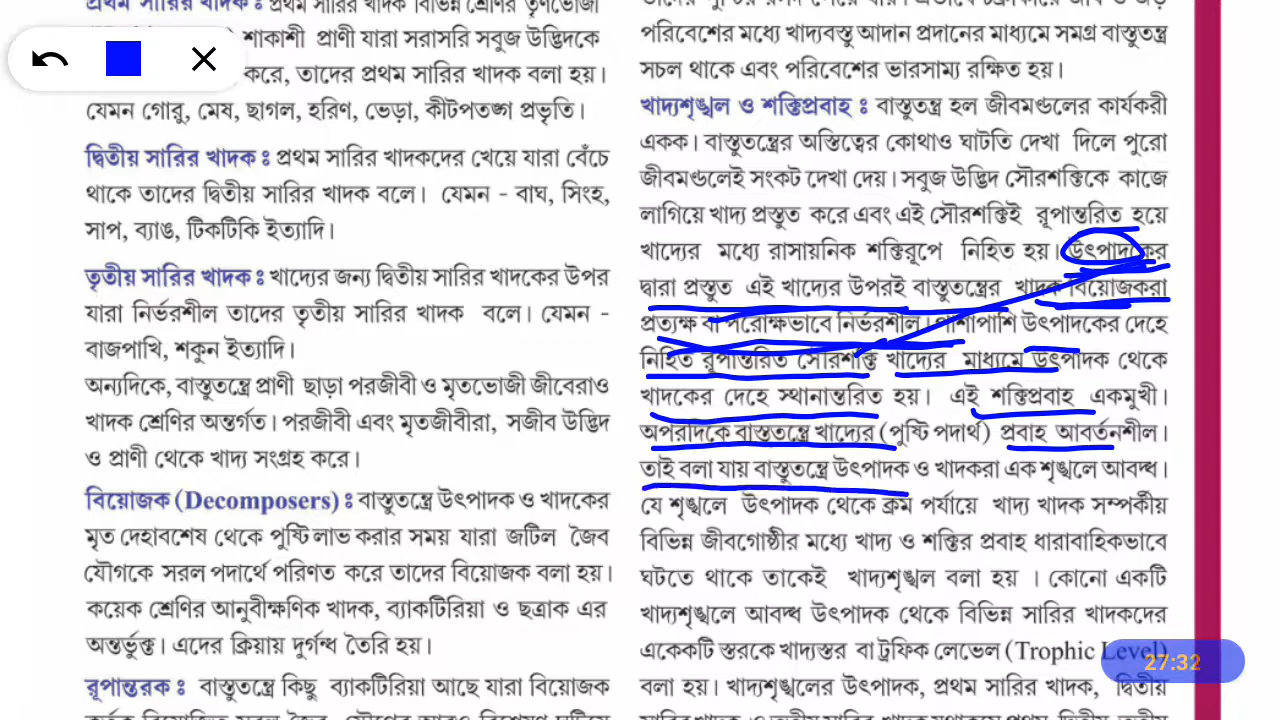 প্রথম সারির খাদক : প্রথম সারির খাদক বিভিন্ন শ্রেণির তৃণভোজী
শাকাশী প্রাণী যারা সরাসরি সবুজ উদ্ভিদকে
করে, তাদের প্রথম সারির খাদক বলা হয়।
যেমন গোরু, মেষ, ছাগল, হরিণ, ভেড়া, কীটপতঙ্গ প্রভৃতি।
দ্বিতীয় সারির খাদক : প্রথম সারির খাদকদের খেয়ে যারা বেঁচে
থাকে তাদের দ্বিতীয় সারির খাদক বলে। যেমন - বাঘ, সিংহ,
সাপ, ব্যাঙ, টিকটিকি ইত্যাদি।
তৃতীয় সারির খাদক : খাদ্যের জন্য দ্বিতীয় সারির খাদকের উপর
যারা নির্ভরশীল তাদের তৃতীয় সারির খাদক বলে। যেমন -
বাজপাখি, শকুন ইত্যাদি।
অন্যদিকে, বাস্তুতন্ত্রে প্রাণী ছাড়া পরজীবী ও মৃতভোজী জীবেরাও
খাদক শ্রেণির অন্তর্গত। পরজীবী এবং মৃতজীবীরা, সজীব উদ্ভিদ
ও প্রাণী থেকে খাদ্য সংগ্রহ করে।
বিয়োজক (Decomposers) : বাস্তুতন্ত্রে উৎপাদক ও খাদকের
মৃত দেহাবশেষ থেকে পুষ্টি লাভ করার সময় যারা জটিল জৈব
যৌগকে সরল পদার্থে পরিণত করে তাদের বিয়োজক বলা হয়।
কয়েক শ্রেণির আনুবীক্ষণিক খাদক, ব্যাকটিরিয়া ও ছত্রাক এর
অন্তর্ভুক্ত। এদের ক্রিয়ায় দুর্গন্ধ তৈরি হয়।
রূপান্তরক : বাস্তুতন্ত্রে কিছু ব্যাকটিরিয়া আছে যারা বিয়োজক
পরিবেশের মধ্যে খাদ্যবস্তু আদান প্রদানের মাধ্যমে সমগ্র বাস্তুতন্ত্র
সচল থাকে এবং পরিবেশের ভারসাম্য রক্ষিত হয়।
খাদ্যশৃঙ্খল ও শক্তিপ্রবাহ : বাস্তুতন্ত্র হল জীবমণ্ডলের কার্যকরী
একক। বাস্তুতন্ত্রের অস্তিত্বের কোথাও ঘাটতি দেখা দিলে পুরো
জীবমণ্ডলেই সংকট দেখা দেয়। সবুজ উদ্ভিদ সৌরশক্তিকে কাজে
লাগিয়ে খাদ্য প্রস্তুত করে এবং এই সৌরশক্তিই রূপান্তরিত হয়ে
খাদ্যের মধ্যে রাসায়নিক শক্তিরূপে নিহিত হয়। উৎপাদকের
দ্বারা প্রস্তুত এই খাদ্যের উপরই বাস্তুতন্ত্রের খাদক বিয়োজকরা
প্রত্যক্ষ বা পরোক্ষভাবে নির্ভরশীল। পাশাপাশি উৎপাদকের দেহে
নিহিত রূপান্তরিত সৌরশক্তি খাদ্যের মাধ্যমে উৎপাদক থেকে
খাদকের দেহে স্থানান্তরিত হয়। এই শক্তিপ্রবাহ একমুখী।
অপরদিকে বাস্তুতন্ত্রে খাদ্যের (পুষ্টি পদার্থ) প্রবাহ আবর্তনশীল।
তাই বলা যায় বাস্তুতন্ত্রে উৎপাদক ও খাদকরা এক শৃঙ্খলে আবদ্ধ।
যে শৃঙ্খলে উৎপাদক থেকে ক্রম পর্যায়ে খাদ্য খাদক সম্পর্কীয়
বিভিন্ন জীবগোষ্ঠীর মধ্যে খাদ্য ও শক্তির প্রবাহ ধারাবাহিকভাবে
ঘটতে থাকে তাকেই খাদ্যশৃঙ্খল বলা হয় । কোনো একটি
খাদ্যশৃঙ্খলে আবদ্ধ উৎপাদক থেকে বিভিন্ন সারির খাদকদের
একেকটি স্তরকে খাদ্যস্তর বা ট্রফিক লেভেল (Trophic Level)
বলা হয়। খাদ্যশৃঙ্খলের উৎপাদক, প্রথম সারির খাদক, দ্বিতীয়
27:32